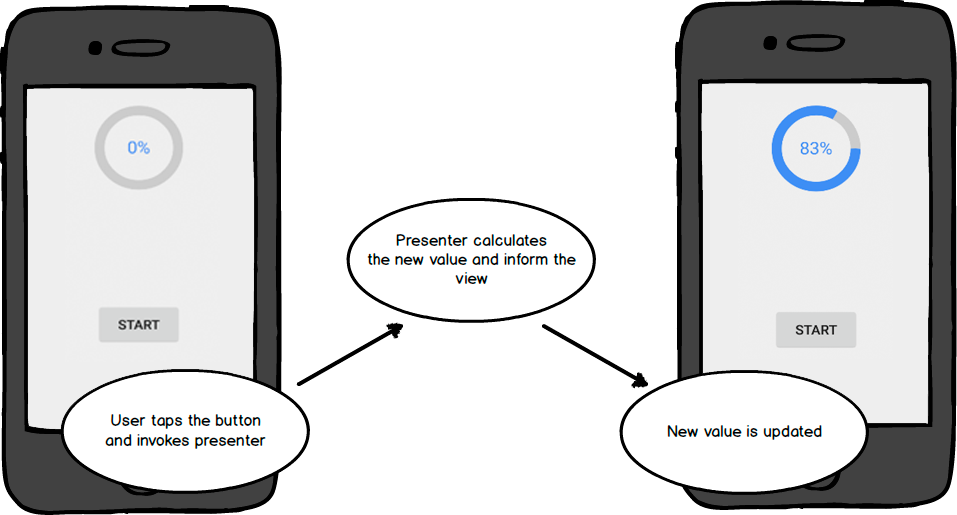 0%
START
User taps the button
and invokes presenter
Presenter calculates
the new value and inform the
view
83%
START
New value is updated